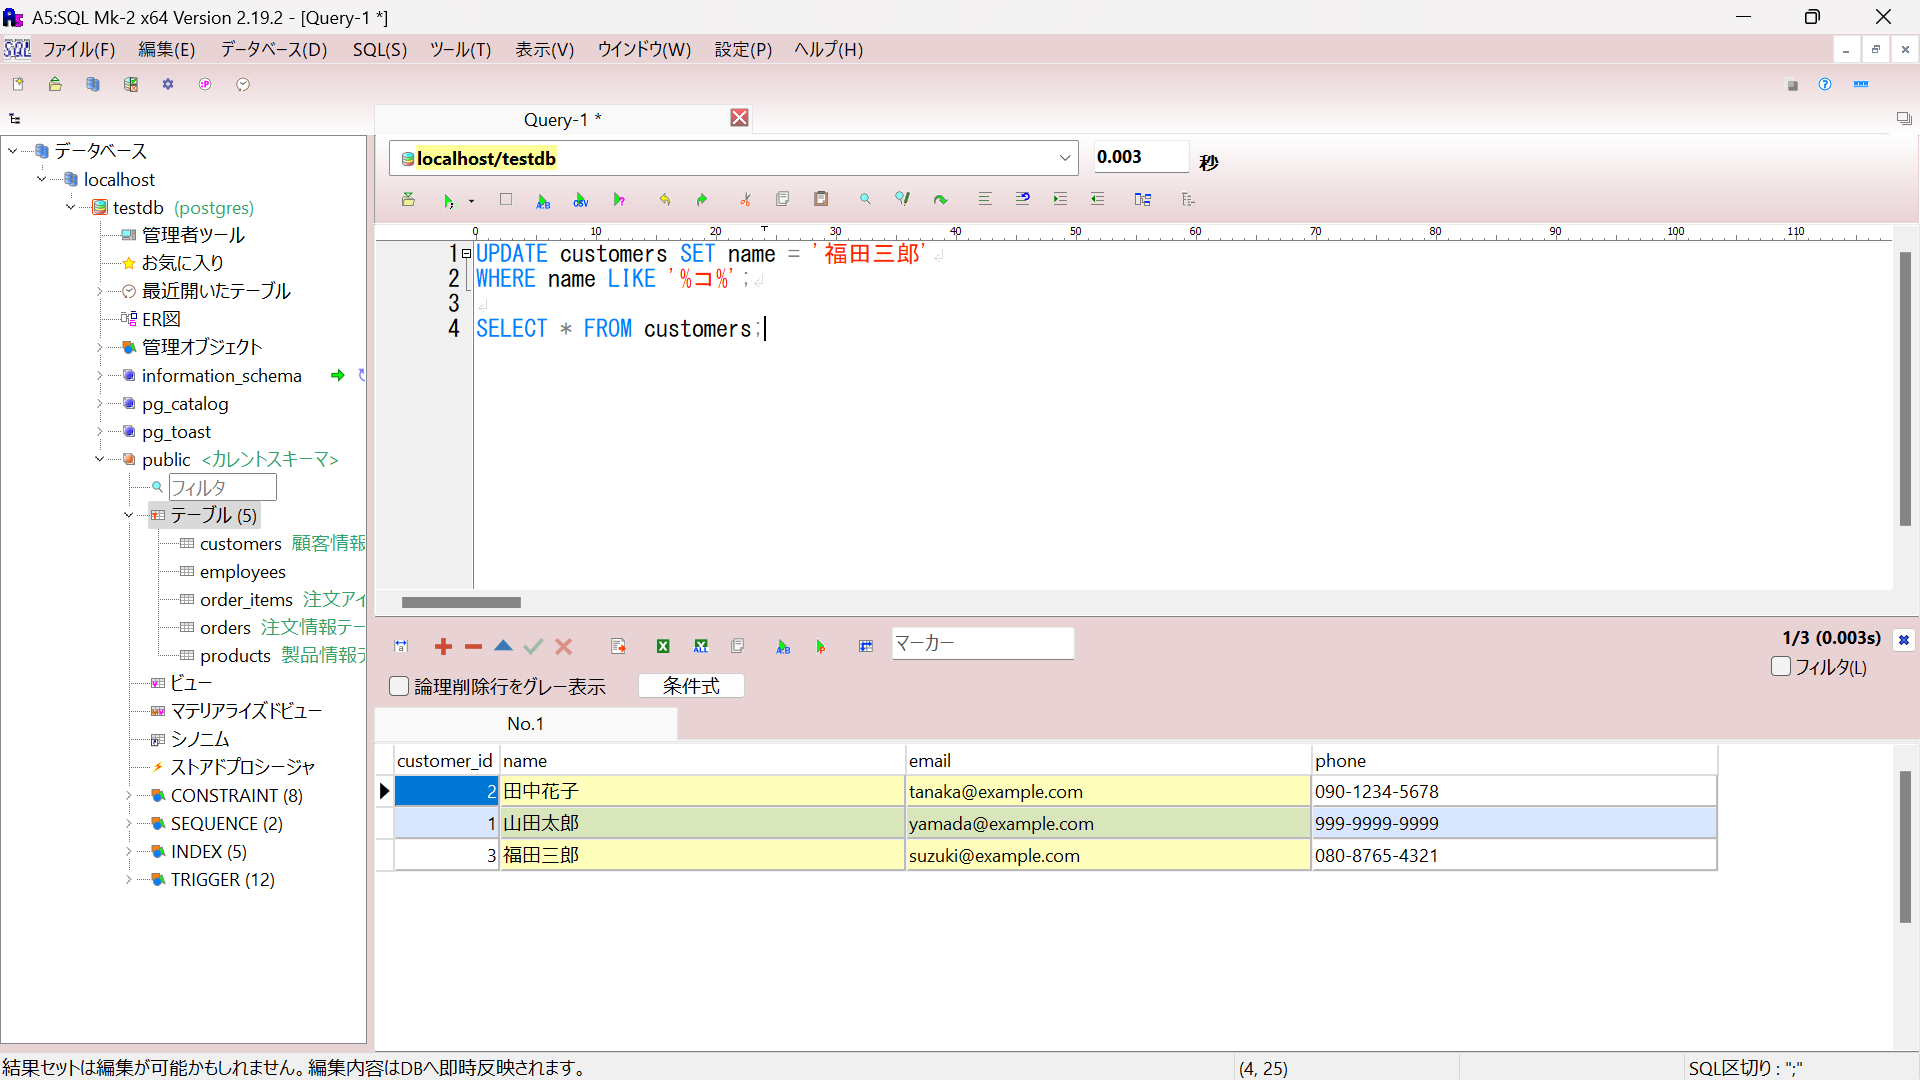 A5:SQL Mk-2 x64 Version 2.19.2 - [Query-1 *]
ファイル(F) 編集(E) データベース(D) SQL(S) ツール(T) 表示(V) ウインドウ(W) 設定(P) ヘルプ(H)
Query-1 *
データベース
localhost
testdb (postgres)
管理者ツール
お気に入り
最近開いたテーブル
ER図
管理オブジェクト
information_schema
pg_catalog
pg_toast
public <カレントスキーマ>
フィルタ
テーブル (5)
customers 顧客情報
employees
order_items 注文アイ
orders 注文情報テー
products 製品情報テ
ビュー
マテリアライズドビュー
シノニム
ストアドプロシージャ
CONSTRAINT (8)
SEQUENCE (2)
INDEX (5)
TRIGGER (12)
localhost/testdb
0.003 秒
0 10 20 30 40 50 60 70 80 90 100 110
1 UPDATE customers SET name = '福田三郎'
2 WHERE name LIKE '%コ%';
3
4 SELECT * FROM customers;
マーカー
1/3 (0.003s)
フィルタ(L)
論理削除行をグレー表示 条件式
No.1
customer_id name email phone
2 田中花子 tanaka@example.com 090-1234-5678
1 山田太郎 yamada@example.com 999-9999-9999
3 福田三郎 suzuki@example.com 080-8765-4321
結果セットは編集が可能かもしれません。編集内容はDBへ即時反映されます。 (4, 25) SQL区切り : ";"